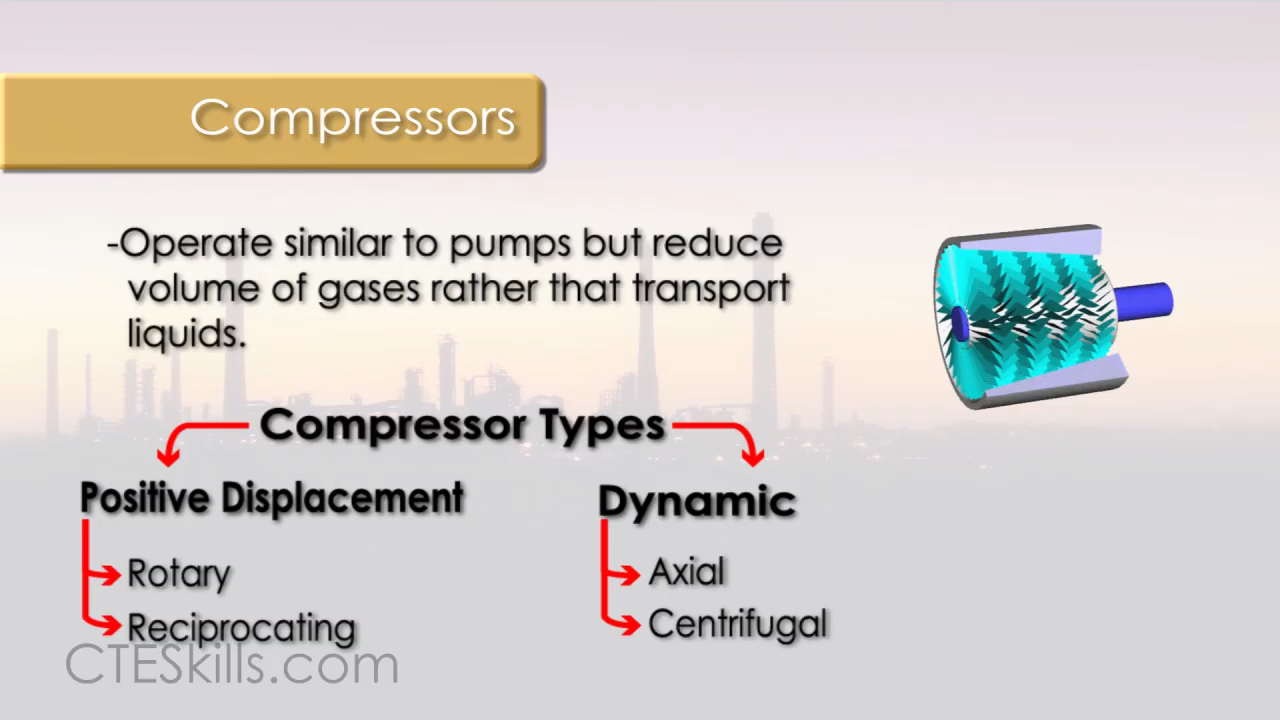 Compressors
-Operate similar to pumps but reduce
volume of gases rather that transport
liquids.
Compressor Types
Positive Displacement
Rotary
Reciprocating
Dynamic
Axial
Centrifugal
CTESkills.com